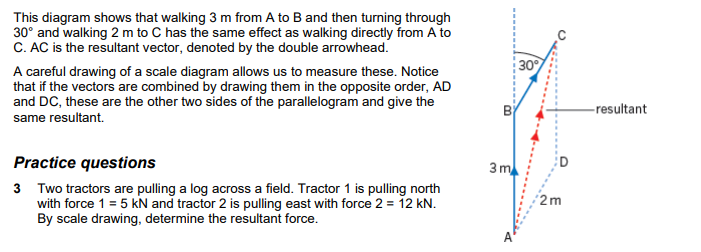 This diagram shows that walking 3 m from A to B and then turning through
30° and walking 2 m to C has the same effect as walking directly from A to
C. AC is the resultant vector, denoted by the double arrowhead.
A careful drawing of a scale diagram allows us to measure these. Notice
that if the vectors are combined by drawing them in the opposite order, AD
and DC, these are the other two sides of the parallelogram and give the
same resultant.
Practice questions
3 Two tractors are pulling a log across a field. Tractor 1 is pulling north
with force 1 = 5 kN and tractor 2 is pulling east with force 2 = 12 kN.
By scale drawing, determine the resultant force.
C
30°
B
resultant
3 m
D
2 m
A